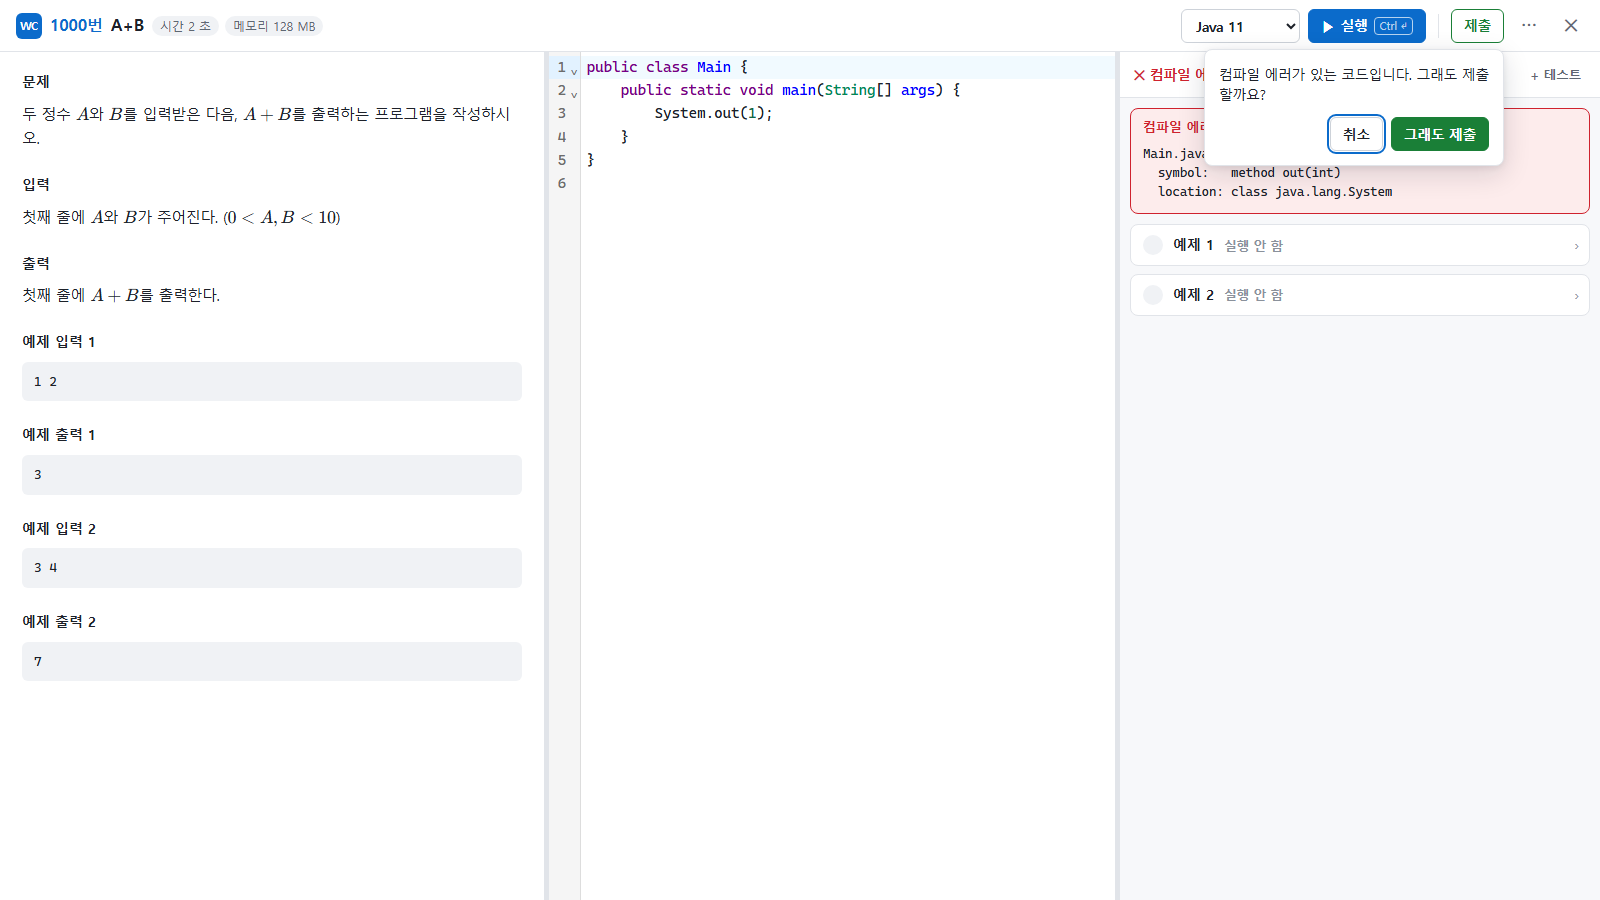 WC 1000번 A+B 시간 2 초 메모리 128 MB
Java 11
실행 Ctrl ⏎
제출
문제
두 정수 A와 B를 입력받은 다음, A + B를 출력하는 프로그램을 작성하시
오.
입력
첫째 줄에 A와 B가 주어진다. (0 < A, B < 10)
출력
첫째 줄에 A + B를 출력한다.
예제 입력 1
1 2
예제 출력 1
3
예제 입력 2
3 4
예제 출력 2
7
1 public class Main {
2 public static void main(String[] args) {
3 System.out(1);
4 }
5 }
6
컴파일 에
+ 테스트
컴파일 에러가 있는 코드입니다. 그래도 제출
할까요?
취소
그래도 제출
컴파일 에러
Main.java
symbol: method out(int)
location: class java.lang.System
예제 1 실행 안 함
예제 2 실행 안 함